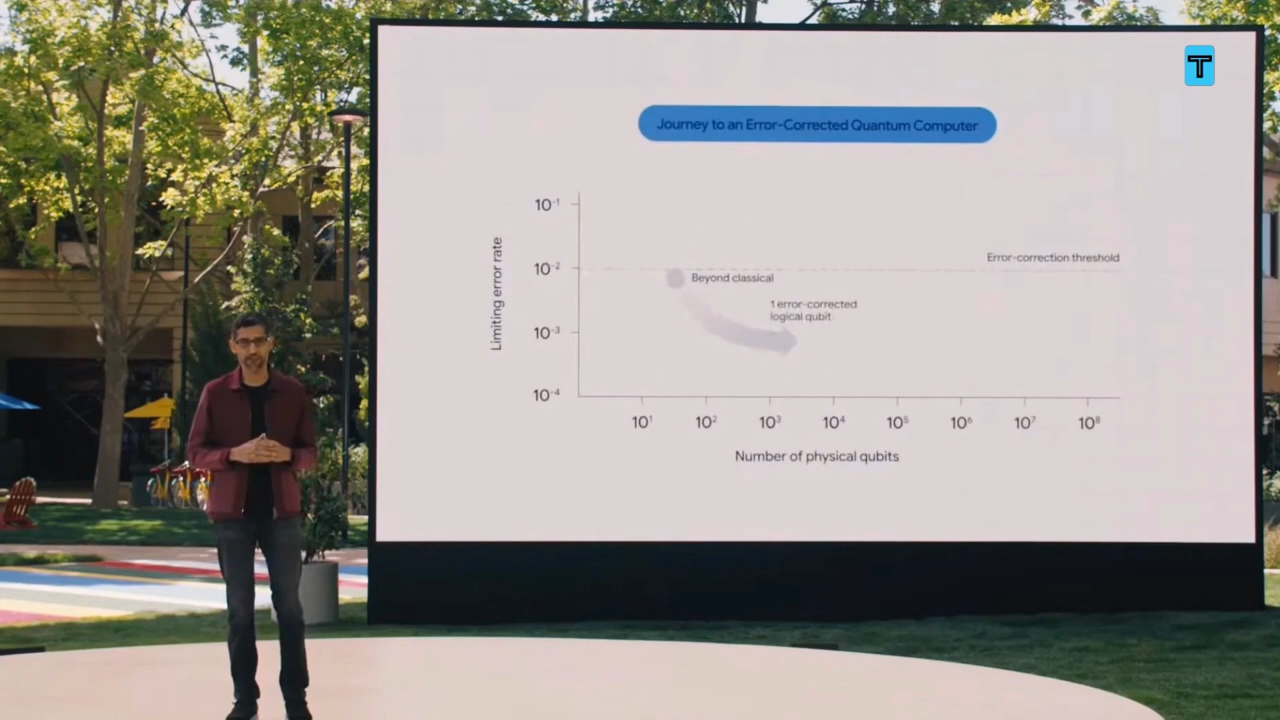 T
Journey to an Error-Corrected Quantum Computer
10⁻¹
10⁻²
10⁻³
10⁻⁴
Limiting error rate
Error-correction threshold
Beyond classical
1 error-corrected
logical qubit
10¹ 10² 10³ 10⁴ 10⁵ 10⁶ 10⁷ 10⁸
Number of physical qubits